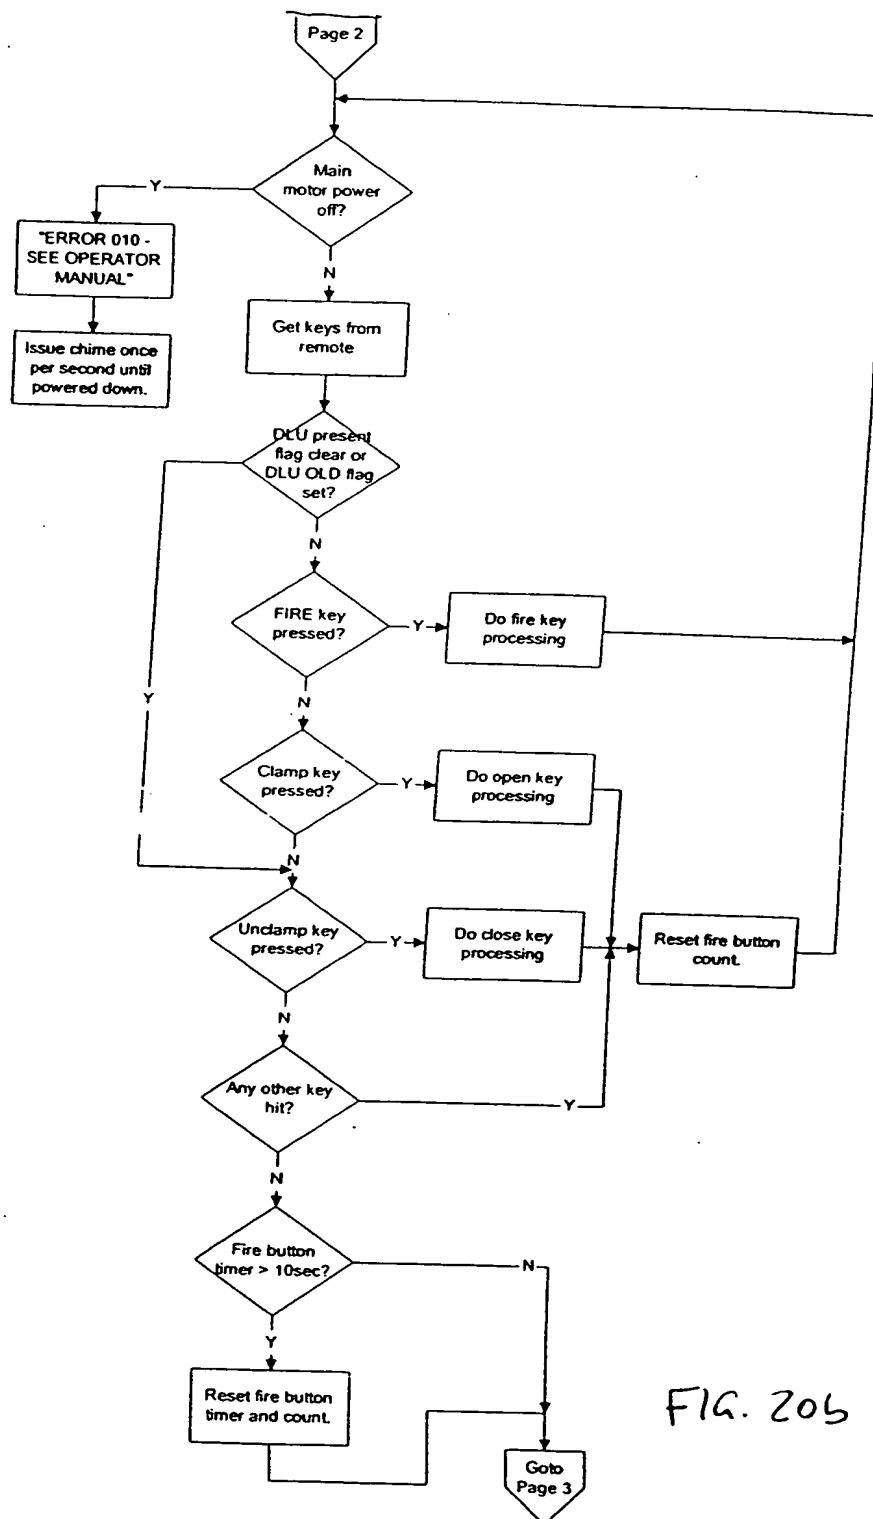 Page 2
Main
motor power
off?
Y
"ERROR 010 -
SEE OPERATOR
MANUAL"
N
Get keys from
remote
Issue chime once
per second until
powered down.
DLU present
flag clear or
DLU OLD flag
set?
N
FIRE key
pressed?
Y
Do fire key
processing
Y
N
Clamp key
pressed?
Y
Do open key
processing
N
Unclamp key
pressed?
Y
Do close key
processing
Reset fire button
count.
N
Any other key
hit?
Y
N
Fire button
timer > 10sec?
N
Y
Reset fire button
timer and count.
FIG. 20b
Goto
Page 3